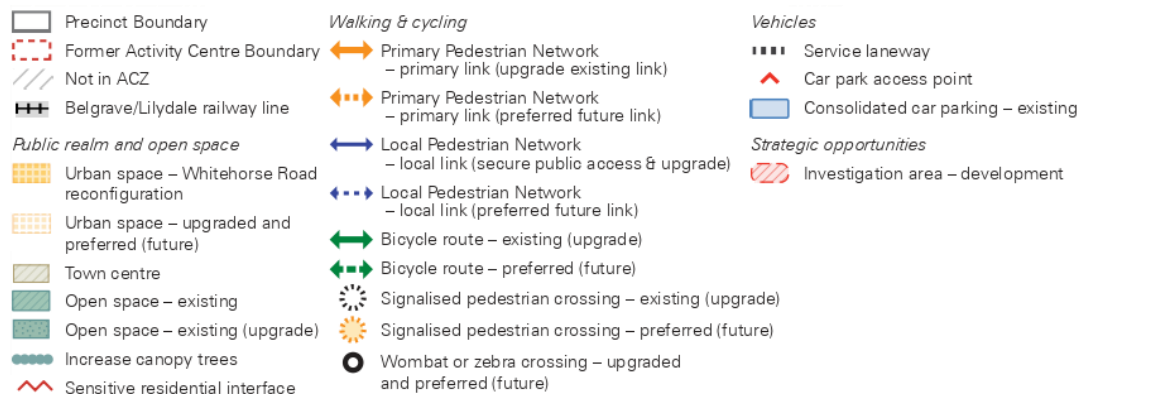 Precinct Boundary
Former Activity Centre Boundary
Not in ACZ
Belgrave/Lilydale railway line
Public realm and open space
Urban space – Whitehorse Road
reconfiguration
Urban space – upgraded and
preferred (future)
Town centre
Open space – existing
Open space – existing (upgrade)
Increase canopy trees
Sensitive residential interface
Walking & cycling
Primary Pedestrian Network
– primary link (upgrade existing link)
Primary Pedestrian Network
– primary link (preferred future link)
Local Pedestrian Network
– local link (secure public access & upgrade)
Local Pedestrian Network
– local link (preferred future link)
Bicycle route – existing (upgrade)
Bicycle route – preferred (future)
Signalised pedestrian crossing – existing (upgrade)
Signalised pedestrian crossing – preferred (future)
Wombat or zebra crossing – upgraded
and preferred (future)
Vehicles
Service laneway
Car park access point
Consolidated car parking – existing
Strategic opportunities
Investigation area – development